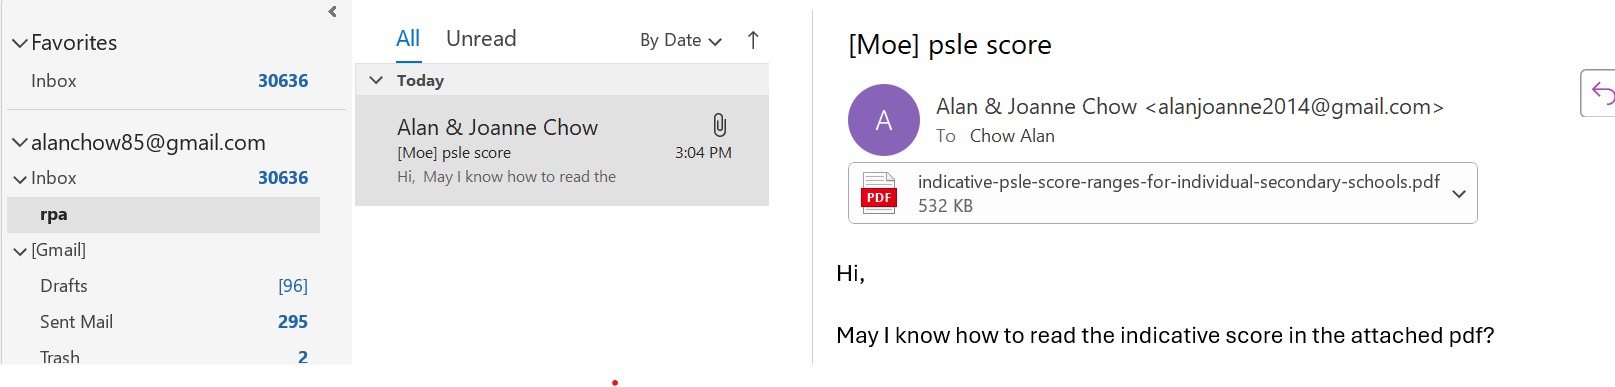 Favorites
Inbox 30636
alanchow85@gmail.com
Inbox 30636
rpa
[Gmail]
Drafts [96]
Sent Mail 295
Trash 2
All Unread By Date
Today
Alan & Joanne Chow
[Moe] psle score 3:04 PM
Hi, May I know how to read the
[Moe] psle score
A
Alan & Joanne Chow <alanjoanne2014@gmail.com>
To Chow Alan
PDF
indicative-psle-score-ranges-for-individual-secondary-schools.pdf
532 KB
Hi,
May I know how to read the indicative score in the attached pdf?